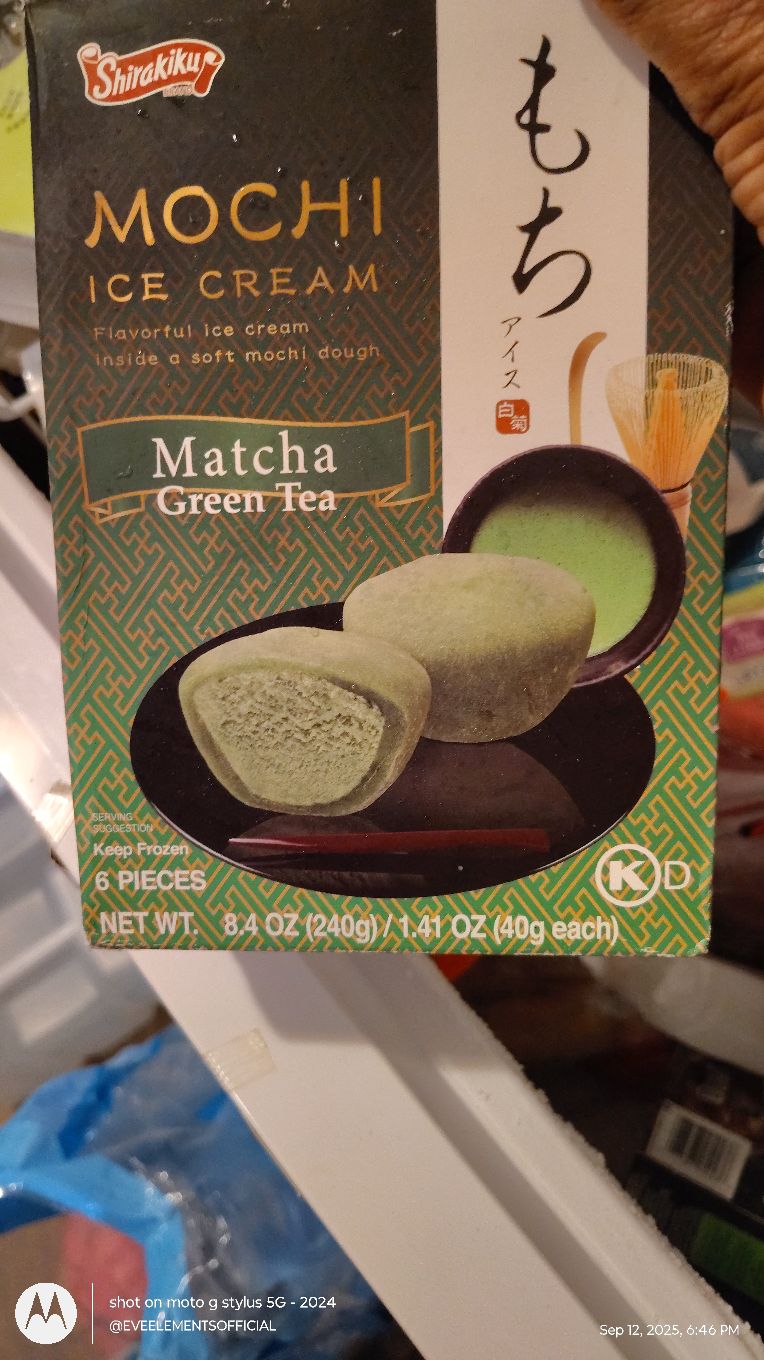 Shirakiku
MOCHI
ICE CREAM
Flavorful ice cream
inside a soft mochi dough
もち
アイス
白菊
Matcha
Green Tea
SERVING
SUGGESTION
Keep Frozen
6 PIECES
NET WT. 8.4 OZ (240g) / 1.41 OZ (40g each)
K D
shot on moto g stylus 5G - 2024
@EVEELEMENTSOFFICIAL
Sep 12, 2025, 6:46 PM